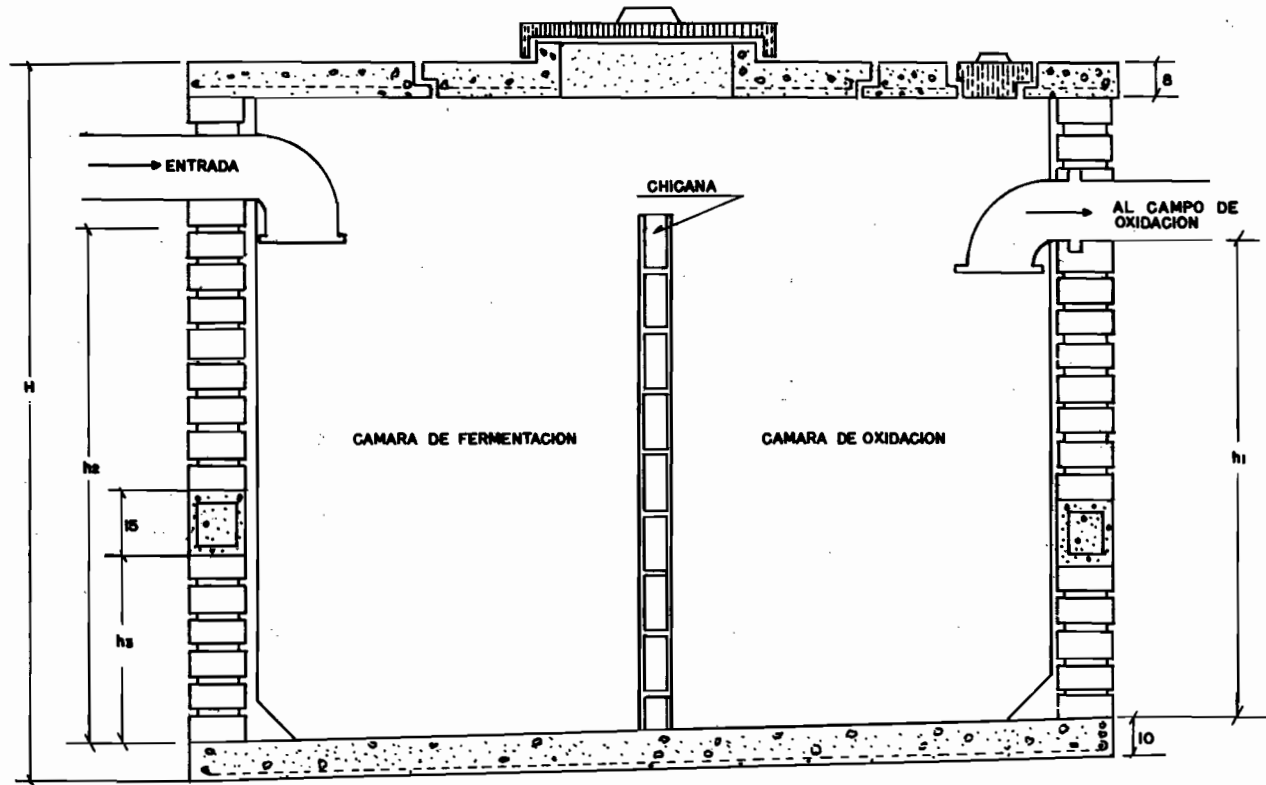 8
ENTRADA
CHICANA
AL CAMPO DE
OXIDACION
H
h2
CAMARA DE FERMENTACION
CAMARA DE OXIDACION
h1
15
h3
10